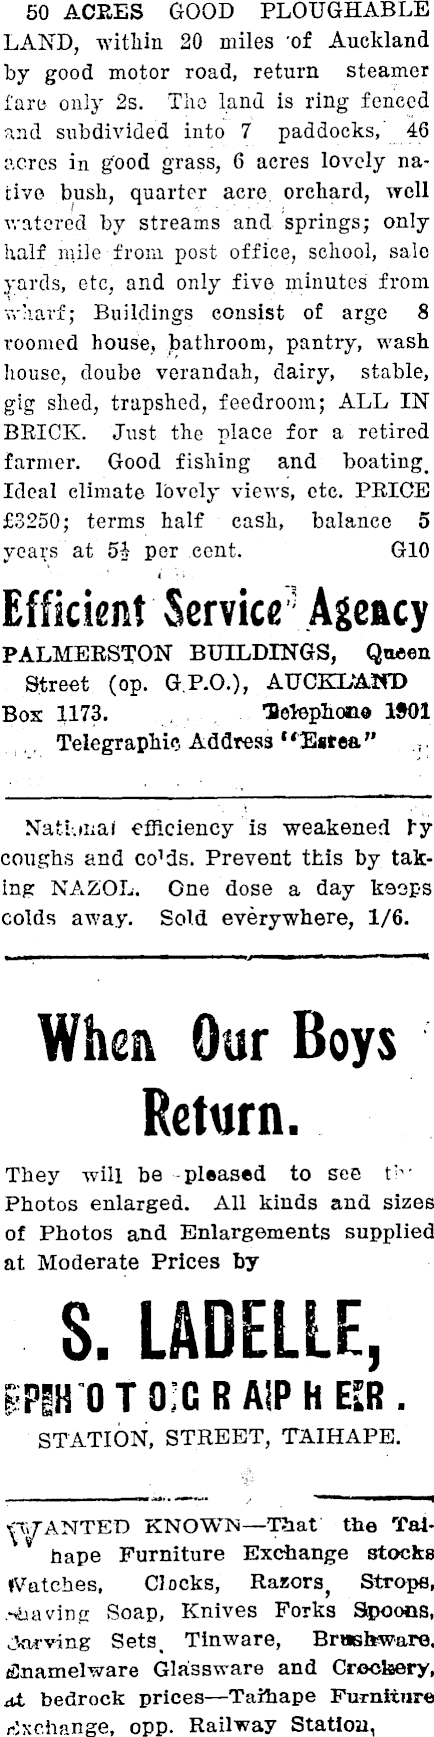 50 ACRES GOOD PLOUGHABLE
LAND, within 20 miles of Auckland
by good motor road, return steamer
fare only 2s. The land is ring fenced
and subdivided into 7 paddocks, 46
acres in good grass, 6 acres lovely na-
tive bush, quarter acre orchard, well
watered by streams and springs; only
half mile from post office, school, sale
yards, etc, and only five minutes from
wharf; Buildings consist of arge 8
roomed house, bathroom, pantry, wash
house, doube verandah, dairy, stable,
gig shed, trapshed, feedroom; ALL IN
BRICK. Just the place for a retired
farmer. Good fishing and boating.
Ideal climate lovely views, etc. PRICE
£3250; terms half cash, balance 5
years at 5½ per cent. G10
Efficient Service Agency
PALMERSTON BUILDINGS, Queen
Street (op. G.P.O.), AUCKLAND
Box 1173. Telephone 1901
Telegraphic Address "Esrea"
National efficiency is weakened by
coughs and colds. Prevent this by tak-
ing NAZOL. One dose a day keeps
colds away. Sold everywhere, 1/6.
When Our Boys
Return.
They will be pleased to see the
Photos enlarged. All kinds and sizes
of Photos and Enlargements supplied
at Moderate Prices by
S. LADELLE,
PHOTOGRAPHER.
STATION, STREET, TAIHAPE.
WANTED KNOWN—That the Tai-
hape Furniture Exchange stocks
Watches, Clocks, Razors, Strops,
Shaving Soap, Knives Forks Spoons,
Carving Sets, Tinware, Brushware,
Enamelware Glassware and Crockery,
at bedrock prices—Taihape Furniture
Exchange, opp. Railway Station,